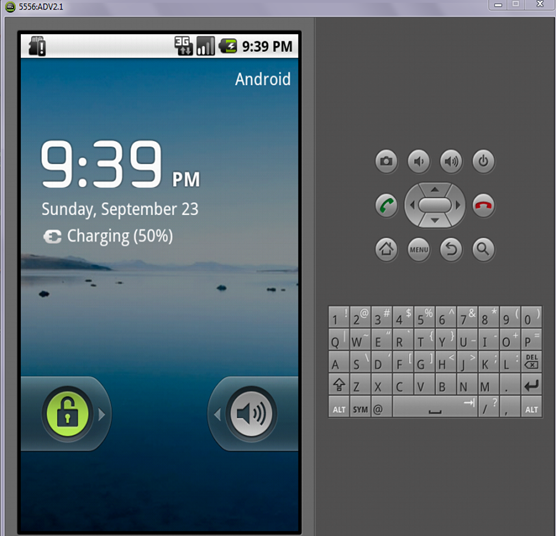 5556:ADV2.1
3G 9:39 PM
Android
9:39 PM
Sunday, September 23
Charging (50%)
MENU
1 ! 2 @ 3 # 4 $ 5 % 6 ^ 7 & 8 * 9 ( 0 )
Q | W ~ E " R ` T { Y } U _ I - O + P =
A S \ D ' F [ G ] H < J > K ; L : DEL
Z X C V B N M .
ALT SYM @ / ? , ALT